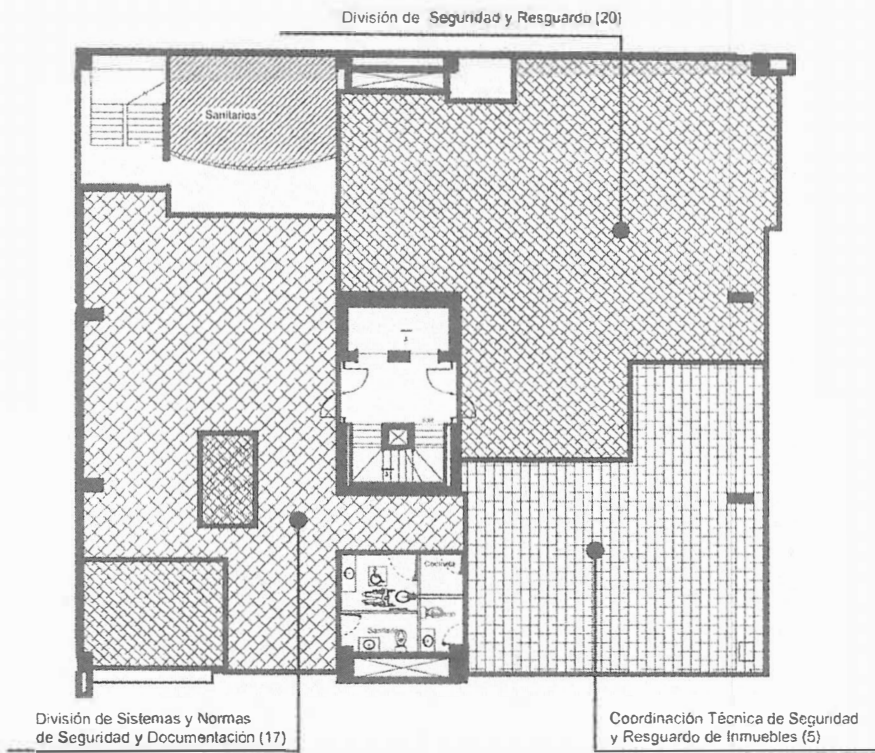 División de Seguridad y Resguardo (20)
Sanitarios
Cocineta
Sanitarios
División de Sistemas y Normas
de Seguridad y Documentación (17)
Coordinación Técnica de Seguridad
y Resguardo de Inmuebles (5)